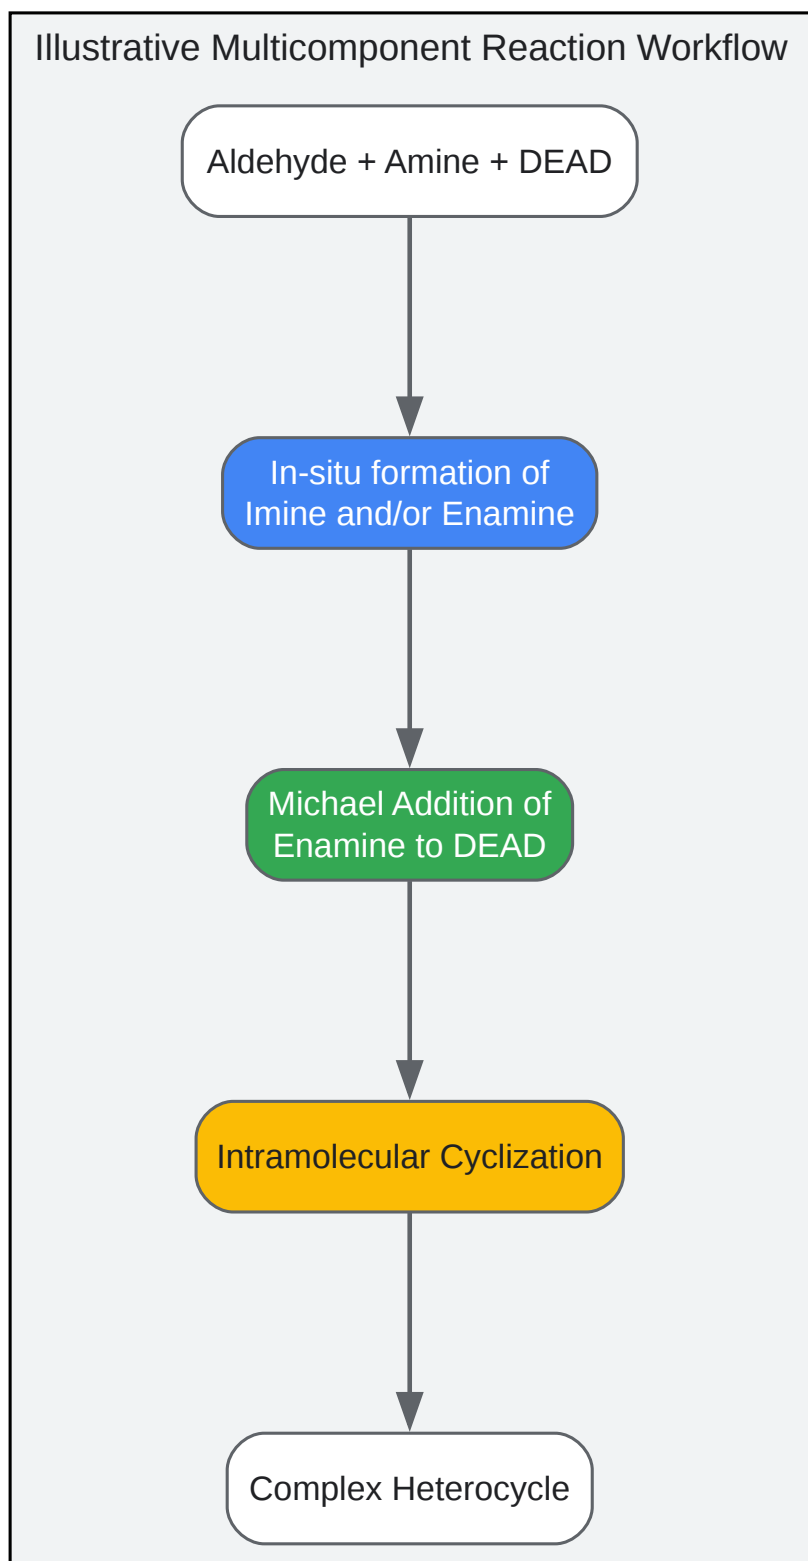 Illustrative Multicomponent Reaction Workflow
Aldehyde + Amine + DEAD
In-situ formation of
Imine and/or Enamine
Michael Addition of
Enamine to DEAD
Intramolecular Cyclization
Complex Heterocycle